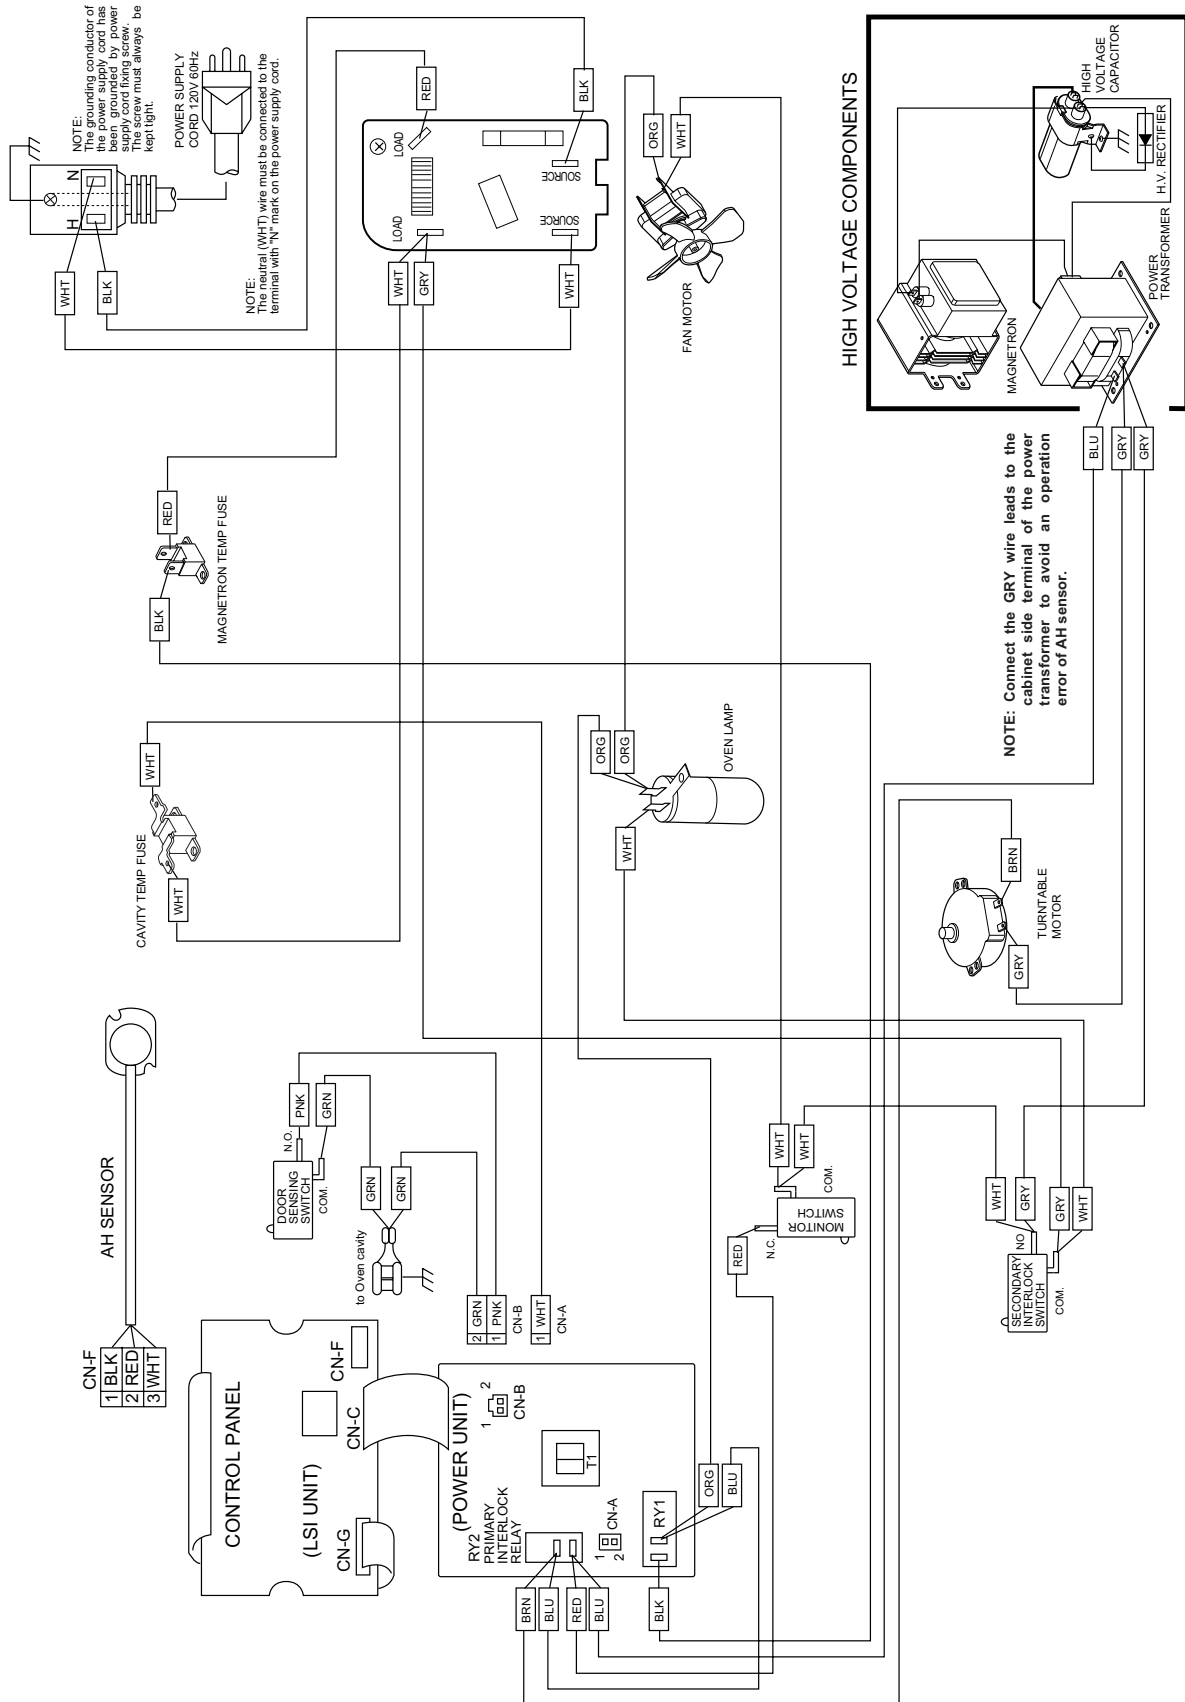 AH SENSOR
CN-F
1 BLK
2 RED
3 WHT
CONTROL PANEL
(LSI UNIT)
CN-G
CN-C
CN-F
(POWER UNIT)
1
2
CN-B
T1
RY2
PRIMARY
INTERLOCK
RELAY
1
2
CN-A
RY1
BRN
BLU
RED
BLU
BLK
ORG
BLU
2 GRN
1 PNK
CN-B
1 WHT
CN-A
to Oven cavity
GRN
GRN
DOOR
SENSING
SWITCH
N.O.
COM.
PNK
GRN
CAVITY TEMP FUSE
WHT
WHT
MAGNETRON TEMP FUSE
BLK
RED
WHT
BLK
H
N
NOTE:
The grounding conductor of
the power supply cord has
been grounded by power
supply cord fixing screw.
The screw must always be
kept tight.
POWER SUPPLY
CORD 120V 60Hz
NOTE:
The neutral (WHT) wire must be connected to the
terminal with "N" mark on the power supply cord.
RED
LOAD
LOAD
SOURCE
SOURCE
WHT
GRY
WHT
BLK
ORG
WHT
FAN MOTOR
ORG
ORG
WHT
OVEN LAMP
RED
N.C.
MONITOR
SWITCH
COM.
WHT
WHT
SECONDARY
INTERLOCK
SWITCH
NO
COM.
WHT
GRY
GRY
WHT
TURNTABLE
MOTOR
GRY
BRN
NOTE: Connect the GRY wire leads to the
cabinet side terminal of the power
transformer to avoid an operation
error of AH sensor.
BLU
GRY
GRY
HIGH VOLTAGE COMPONENTS
MAGNETRON
POWER
TRANSFORMER
H.V. RECTIFIER
HIGH
VOLTAGE
CAPACITOR